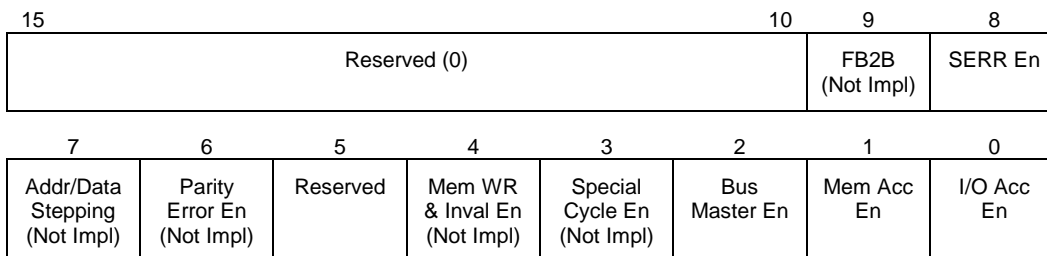 15 10 9 8
Reserved (0) FB2B SERR En
(Not Impl)
7 6 5 4 3 2 1 0
Addr/Data Parity Reserved Mem WR Special Bus Mem Acc I/O Acc
Stepping Error En & Inval En Cycle En Master En En En
(Not Impl) (Not Impl) (Not Impl) (Not Impl)